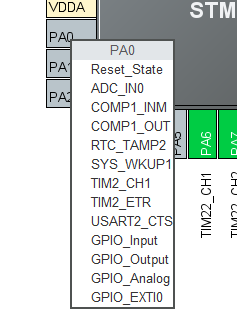 VDDA
STM
PA0
PA1
PA2
PA0
Reset_State
ADC_IN0
COMP1_INM
COMP1_OUT
RTC_TAMP2
SYS_WKUP1
TIM2_CH1
TIM2_ETR
USART2_CTS
GPIO_Input
GPIO_Output
GPIO_Analog
GPIO_EXTI0
PA5
PA6
PA7
TIM22_CH1
TIM22_CH2